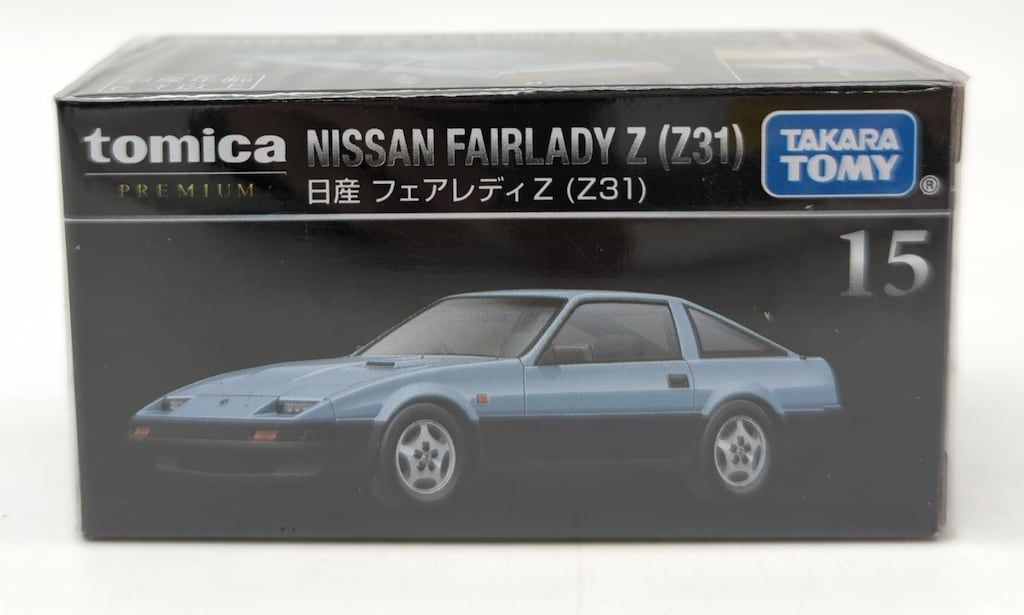 tomica
PREMIUM
NISSAN FAIRLADY Z (Z31)
日産 フェアレディZ (Z31)
TAKARA
TOMY
®
15